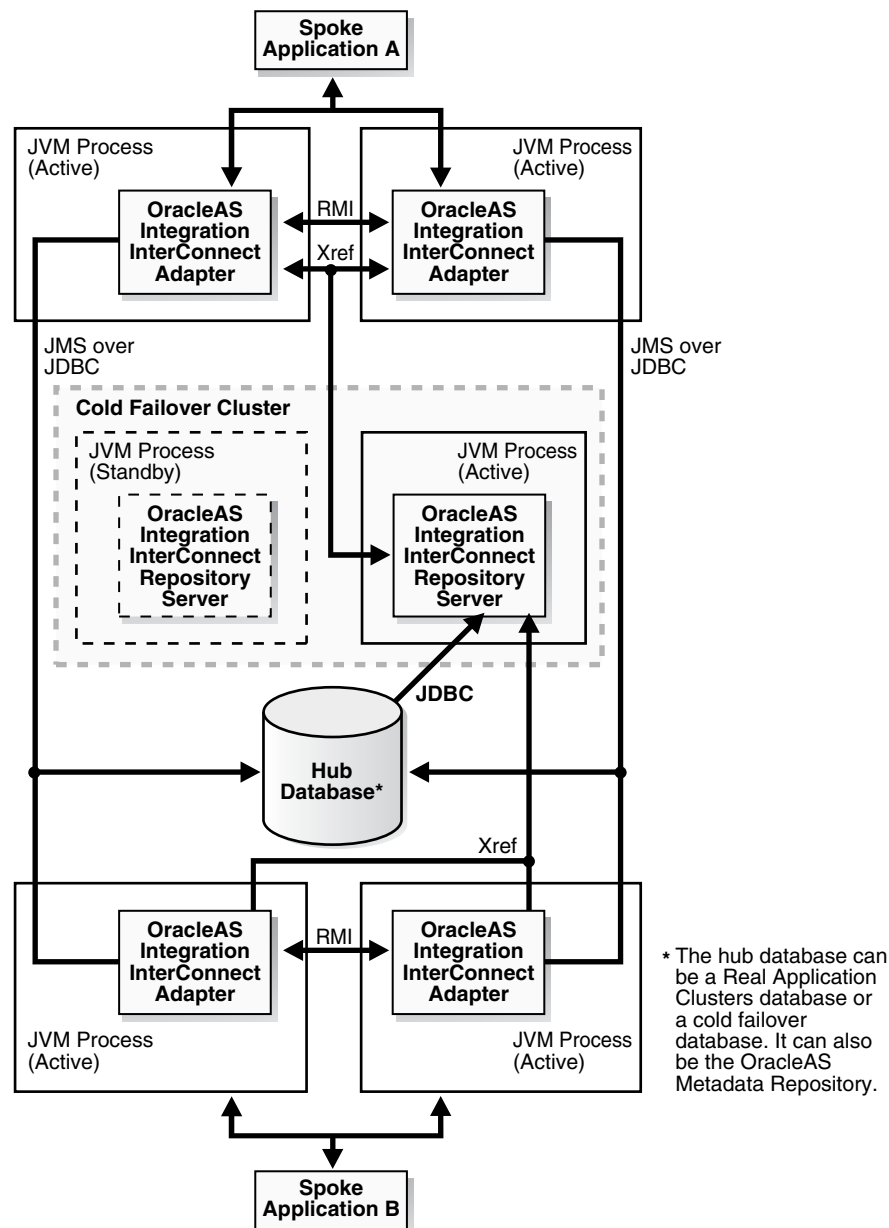 Spoke
Application A
JVM Process
(Active)
JVM Process
(Active)
OracleAS
Integration
InterConnect
Adapter
RMI
Xref
OracleAS
Integration
InterConnect
Adapter
JMS over
JDBC
JMS over
JDBC
Cold Failover Cluster
JVM Process
(Standby)
JVM Process
(Active)
OracleAS
Integration
InterConnect
Repository
Server
OracleAS
Integration
InterConnect
Repository
Server
JDBC
Hub
Database*
Xref
OracleAS
Integration
InterConnect
Adapter
RMI
OracleAS
Integration
InterConnect
Adapter
JVM Process
(Active)
JVM Process
(Active)
* The hub database can
be a Real Application
Clusters database or
a cold failover
database. It can also
be the OracleAS
Metadata Repository.
Spoke
Application B